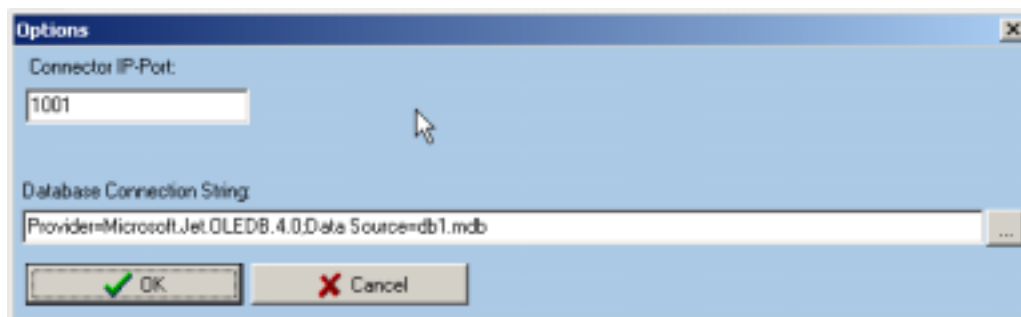 Options
Connector IP-Port:
1001
Database Connection String:
Provider=Microsoft.Jet.OLEDB.4.0;Data Source=db1.mdb
...
OK
Cancel